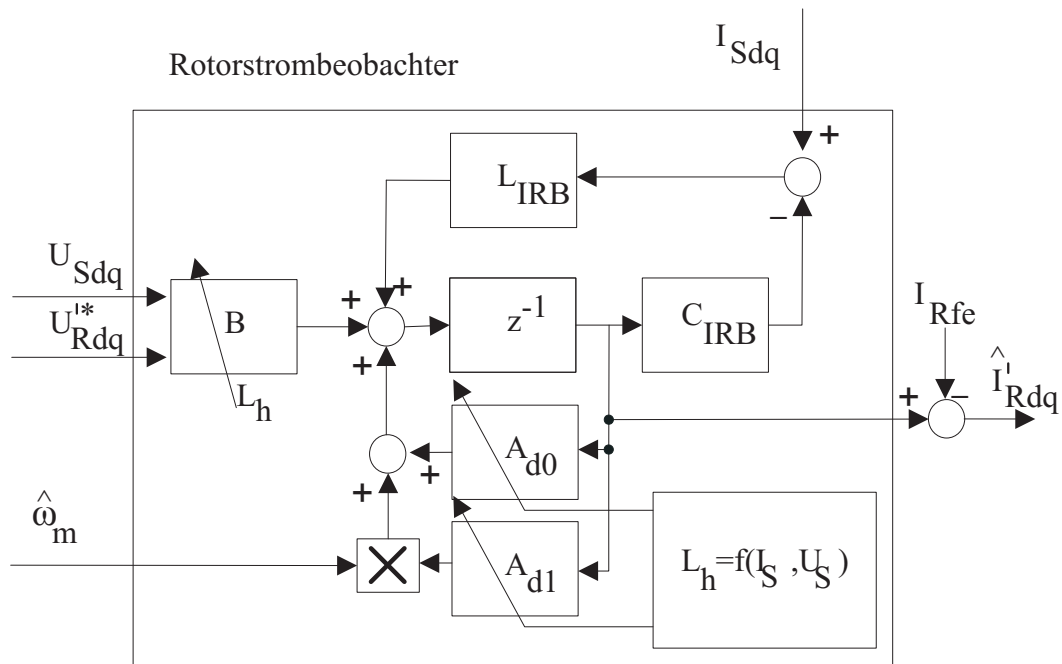 I_Sdq
Rotorstrombeobachter
+
L_IRB
−
U_Sdq
U'*_Rdq
B
L_h
+
+
+
z^-1
C_IRB
I_Rfe
+
−
Î'_Rdq
A_d0
+
+
ω̂_m
×
A_d1
L_h=f(I_S ,U_S)